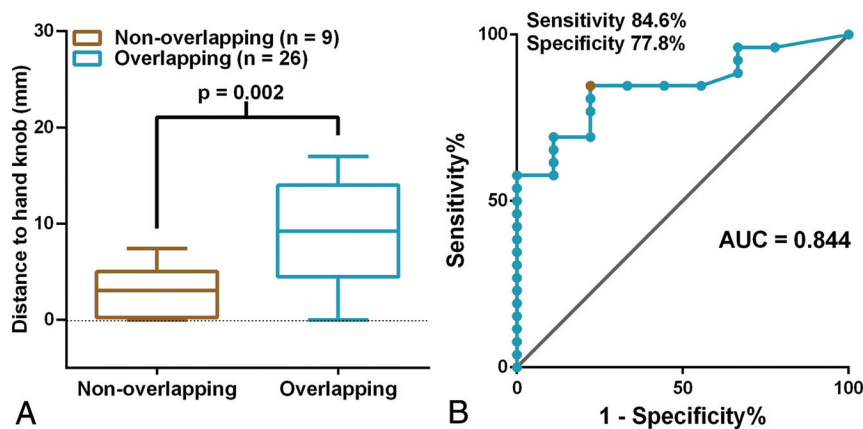 Non-overlapping (n = 9)
Overlapping (n = 26)
p = 0.002
Distance to hand knob (mm)
30
20
10
0
Non-overlapping
Overlapping
A
Sensitivity 84.6%
Specificity 77.8%
AUC = 0.844
Sensitivity%
100
50
0
0
50
100
1 - Specificity%
B